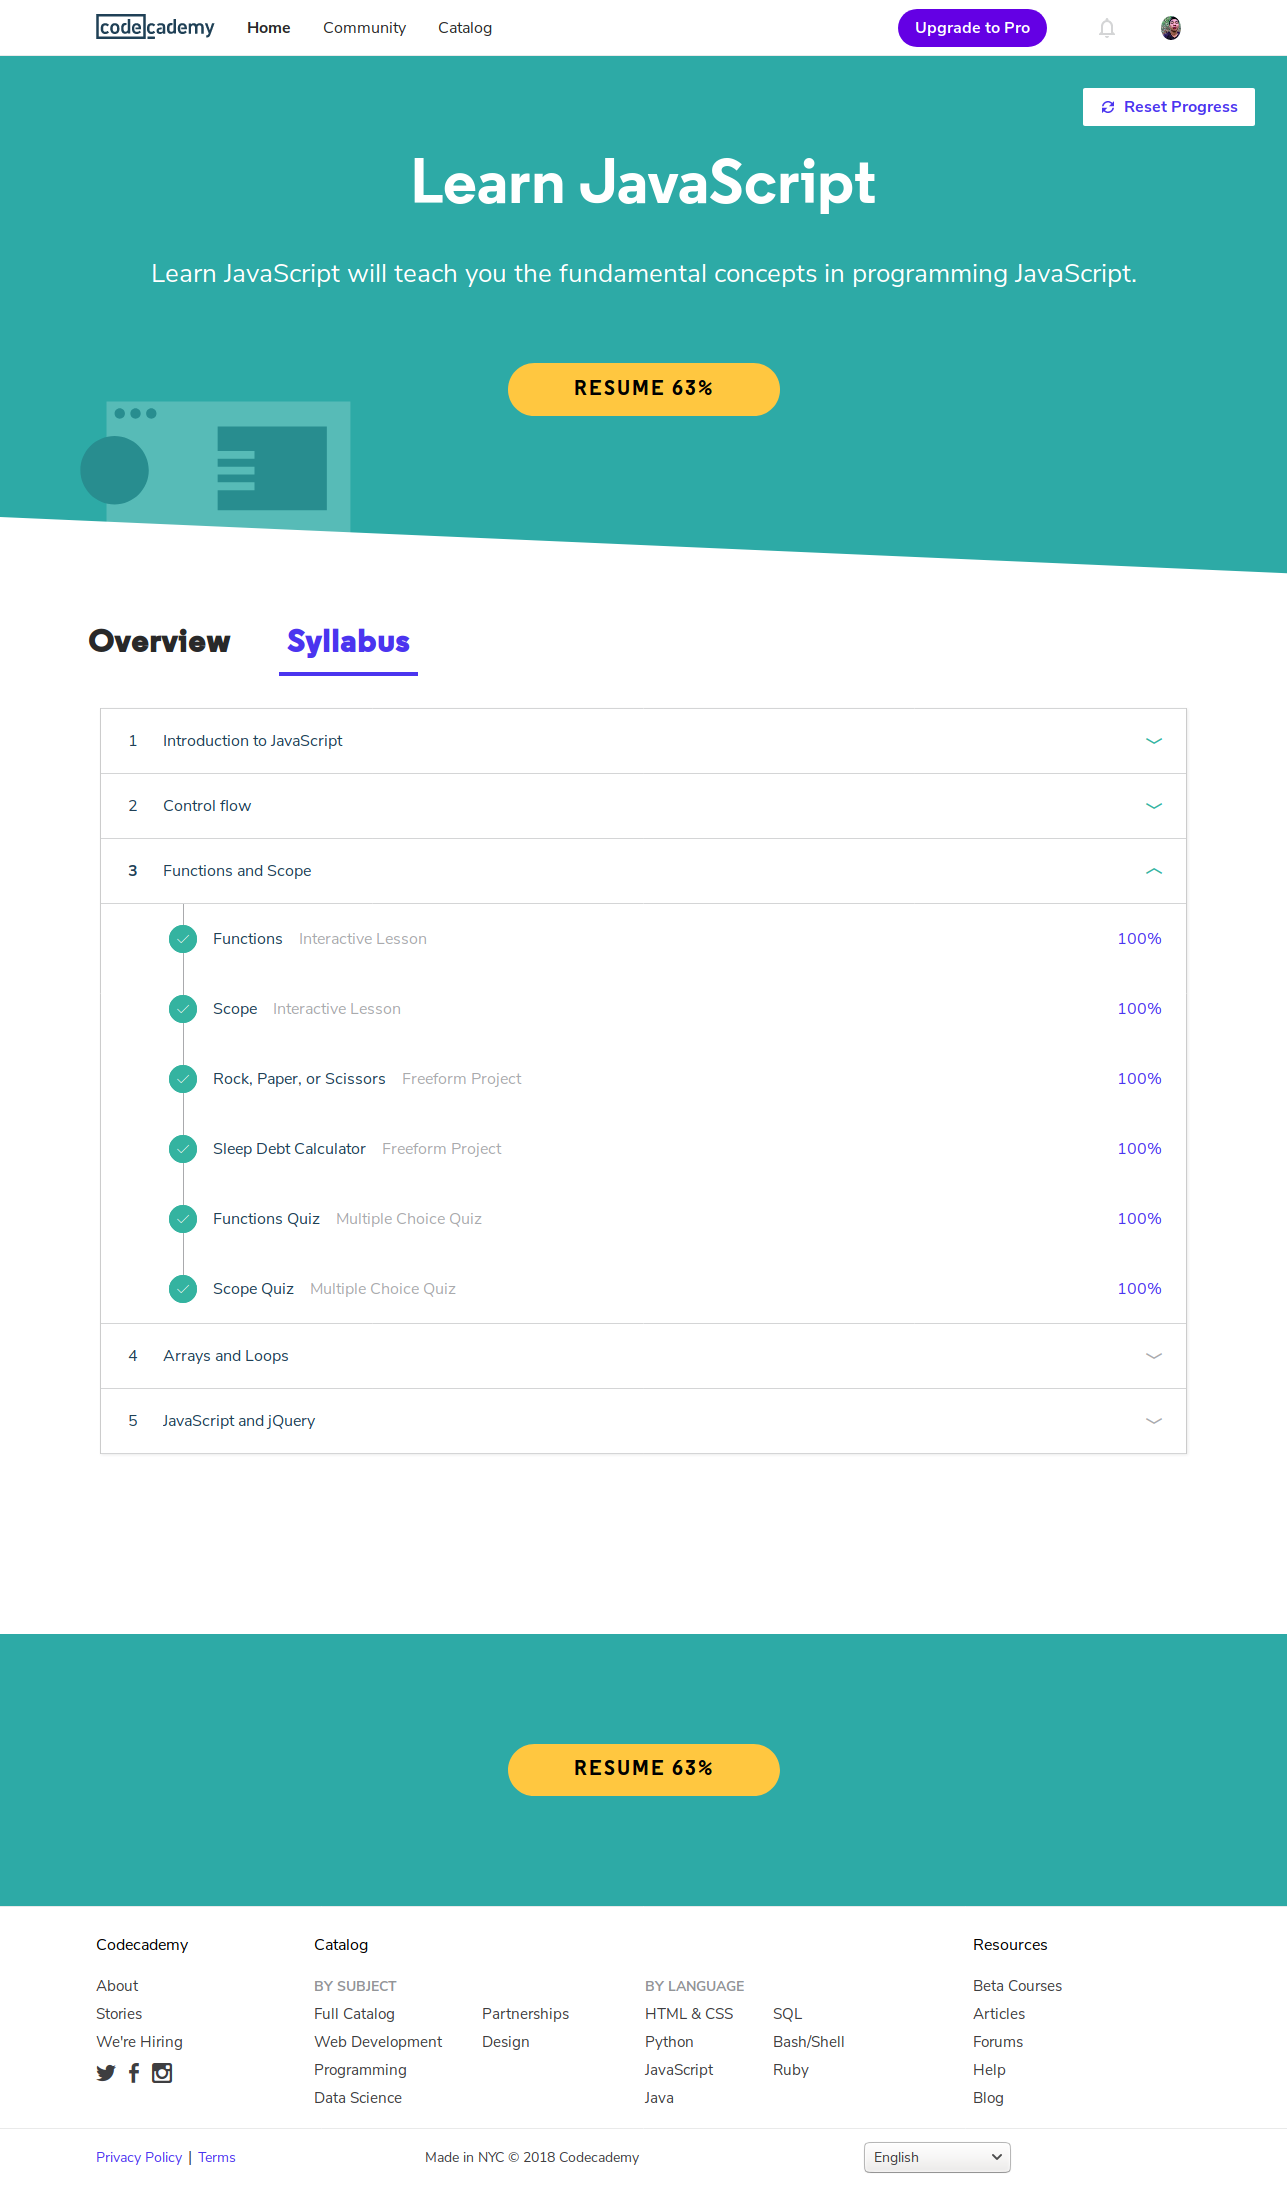 codecademy Home Community Catalog Upgrade to Pro
Reset Progress
Learn JavaScript
Learn JavaScript will teach you the fundamental concepts in programming JavaScript.
RESUME 63%
Overview Syllabus
1 Introduction to JavaScript
2 Control flow
3 Functions and Scope
Functions Interactive Lesson 100%
Scope Interactive Lesson 100%
Rock, Paper, or Scissors Freeform Project 100%
Sleep Debt Calculator Freeform Project 100%
Functions Quiz Multiple Choice Quiz 100%
Scope Quiz Multiple Choice Quiz 100%
4 Arrays and Loops
5 JavaScript and jQuery
RESUME 63%
Codecademy Catalog Resources
About BY SUBJECT BY LANGUAGE Beta Courses
Stories Full Catalog Partnerships HTML & CSS SQL Articles
We're Hiring Web Development Design Python Bash/Shell Forums
Programming JavaScript Ruby Help
Data Science Java Blog
Privacy Policy | Terms Made in NYC © 2018 Codecademy English